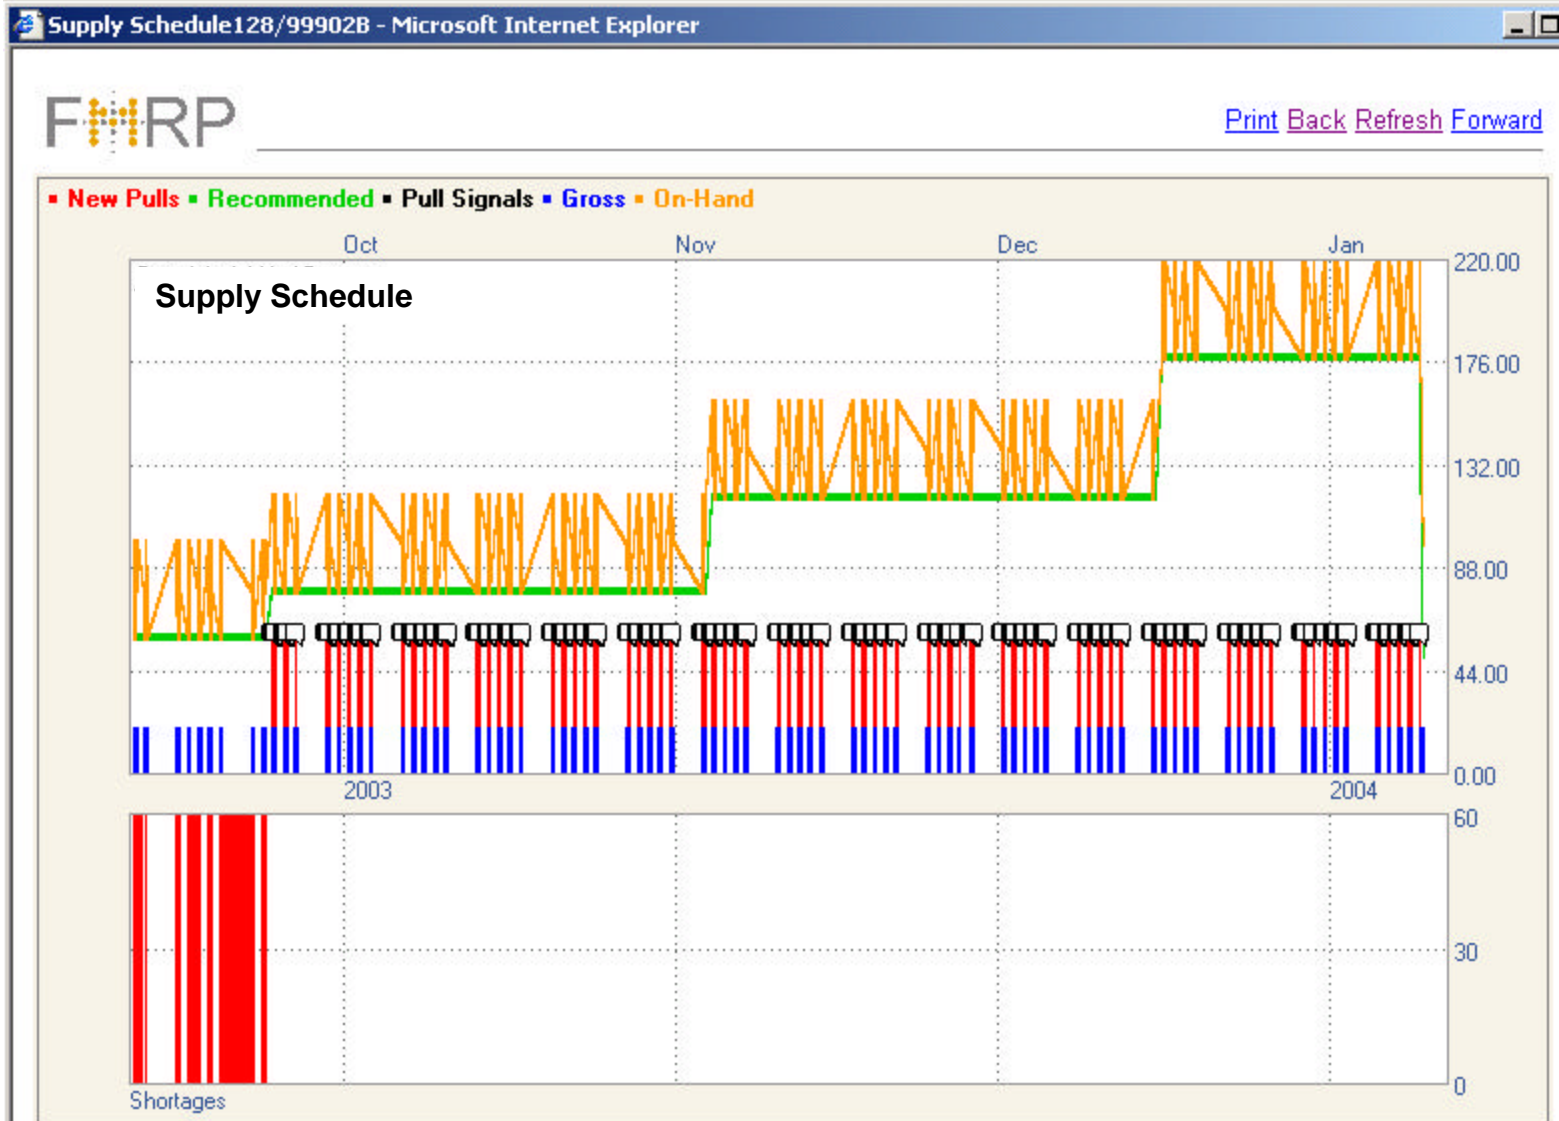 Supply Schedule128/99902B - Microsoft Internet Explorer
FMRP
Print Back Refresh Forward
New Pulls Recommended Pull Signals Gross On-Hand
Oct Nov Dec Jan
220.00
Supply Schedule
176.00
132.00
88.00
44.00
0.00
2003 2004
60
30
0
Shortages